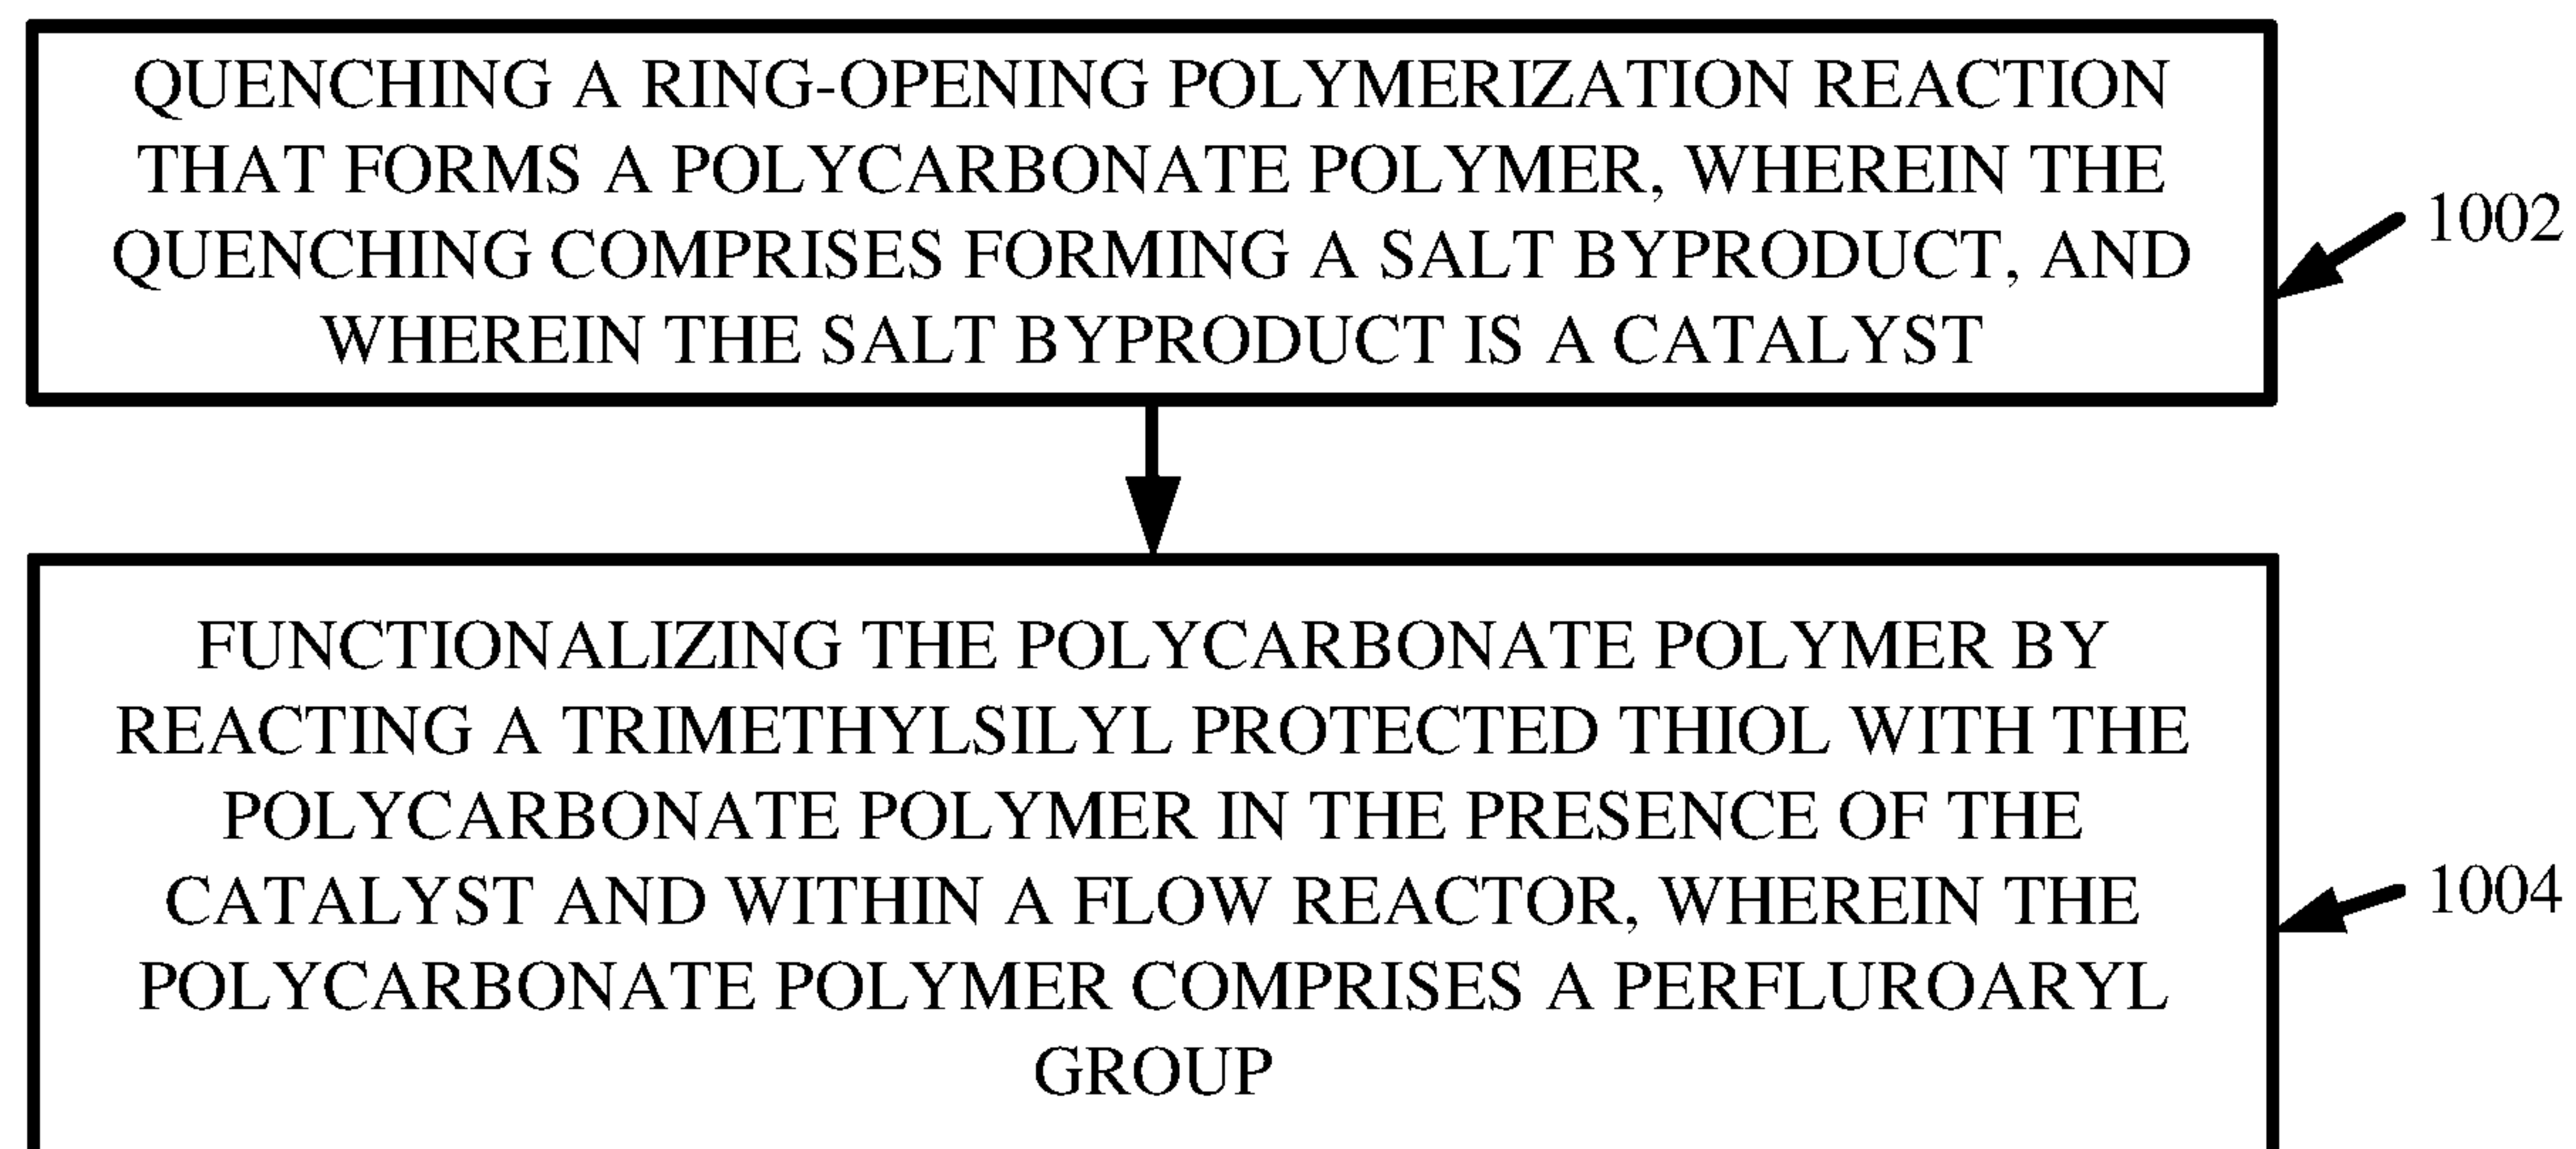 QUENCHING A RING-OPENING POLYMERIZATION REACTION
THAT FORMS A POLYCARBONATE POLYMER, WHEREIN THE
QUENCHING COMPRISES FORMING A SALT BYPRODUCT, AND
WHEREIN THE SALT BYPRODUCT IS A CATALYST
1002
FUNCTIONALIZING THE POLYCARBONATE POLYMER BY
REACTING A TRIMETHYLSILYL PROTECTED THIOL WITH THE
POLYCARBONATE POLYMER IN THE PRESENCE OF THE
CATALYST AND WITHIN A FLOW REACTOR, WHEREIN THE
POLYCARBONATE POLYMER COMPRISES A PERFLUROARYL
GROUP
1004